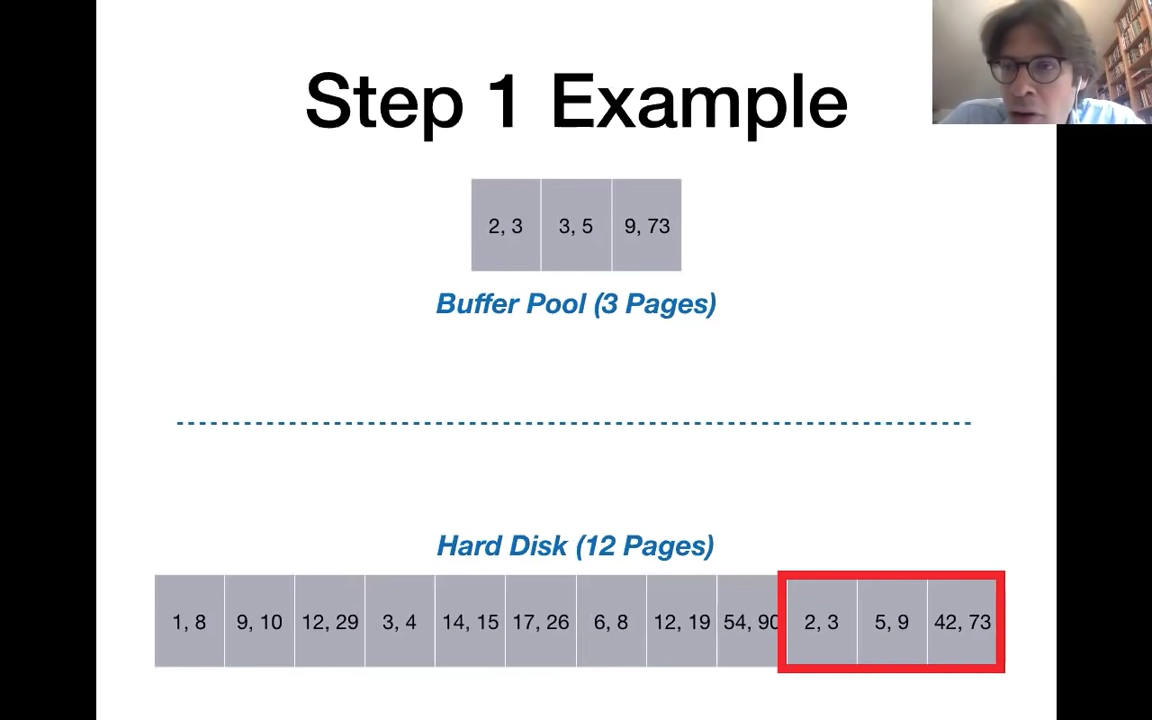 Step 1 Example
2, 3 3, 5 9, 73
Buffer Pool (3 Pages)
Hard Disk (12 Pages)
1, 8 9, 10 12, 29 3, 4 14, 15 17, 26 6, 8 12, 19 54, 90 2, 3 5, 9 42, 73